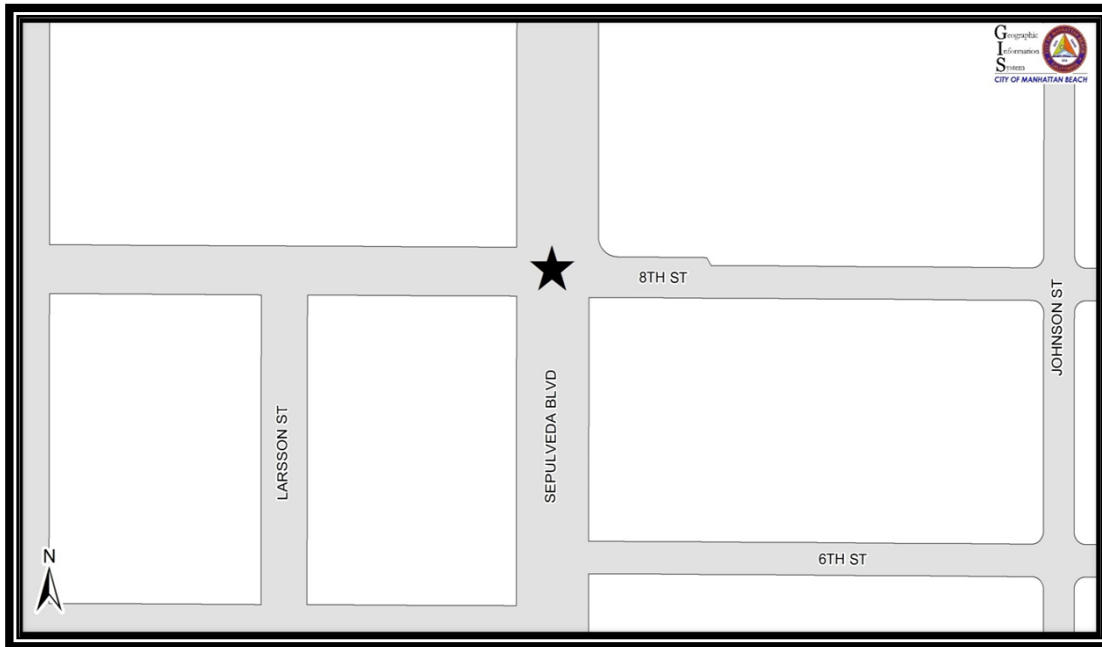 Geographic
Information
System
CITY OF MANHATTAN BEACH
8TH ST
JOHNSON ST
SEPULVEDA BLVD
LARSSON ST
6TH ST
N